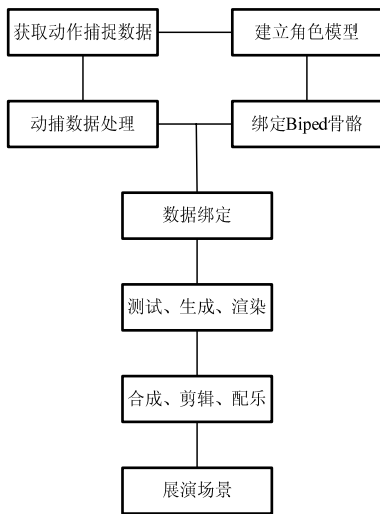 获取动作捕捉数据
建立角色模型
动捕数据处理
绑定Biped骨骼
数据绑定
测试、生成、渲染
合成、剪辑、配乐
展演场景